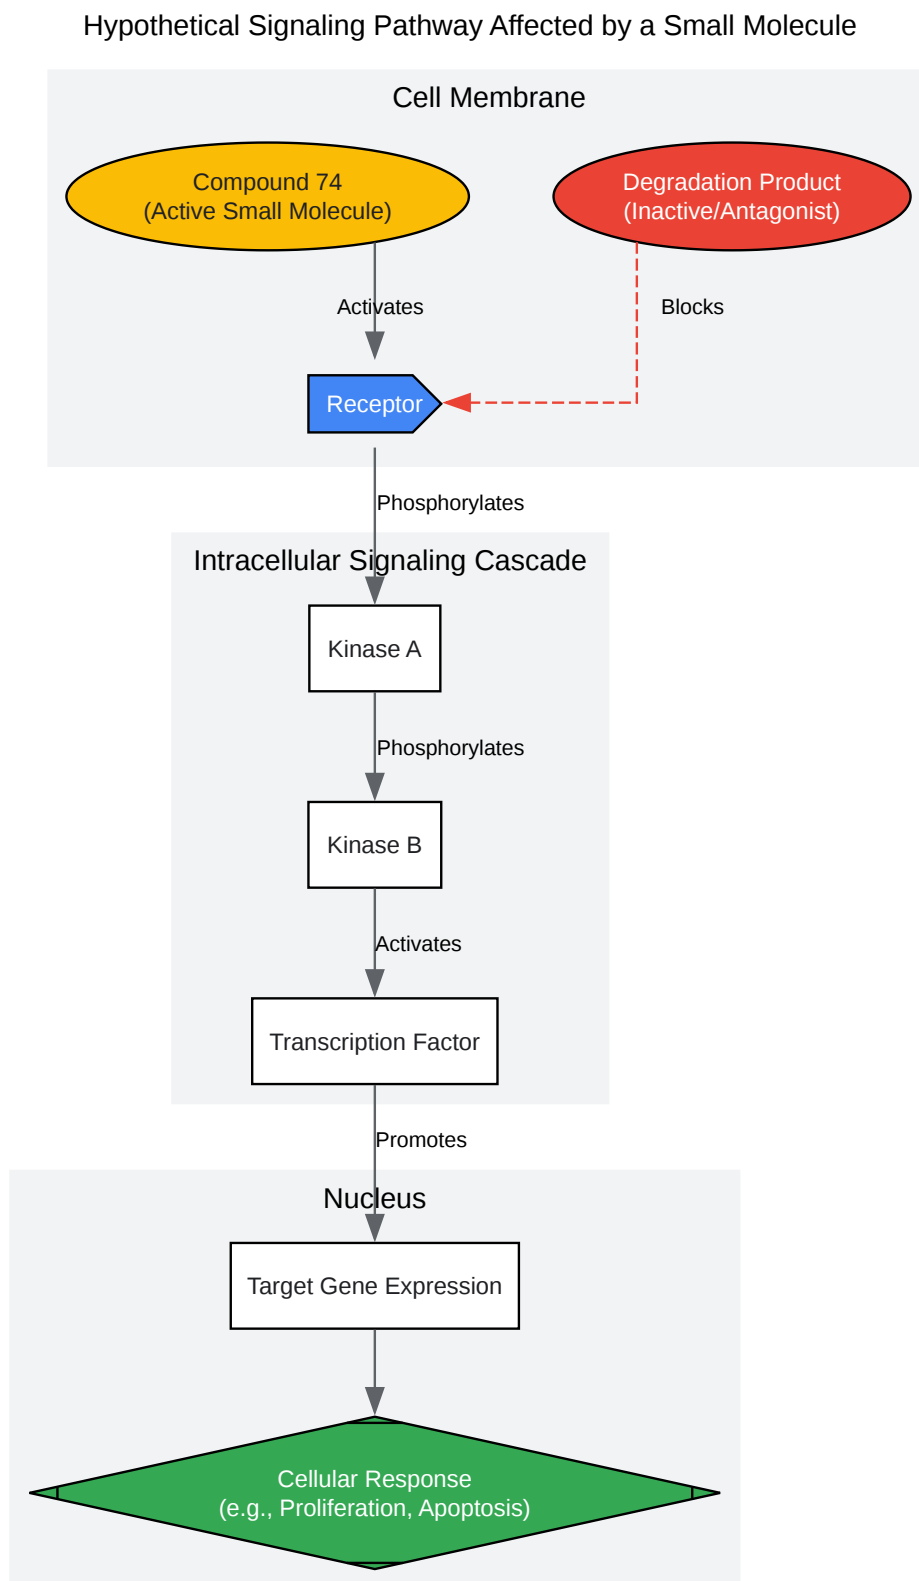 Hypothetical Signaling Pathway Affected by a Small Molecule
Cell Membrane
Compound 74
(Active Small Molecule)
Degradation Product
(Inactive/Antagonist)
Activates
Blocks
Receptor
Phosphorylates
Intracellular Signaling Cascade
Kinase A
Phosphorylates
Kinase B
Activates
Transcription Factor
Promotes
Nucleus
Target Gene Expression
Cellular Response
(e.g., Proliferation, Apoptosis)